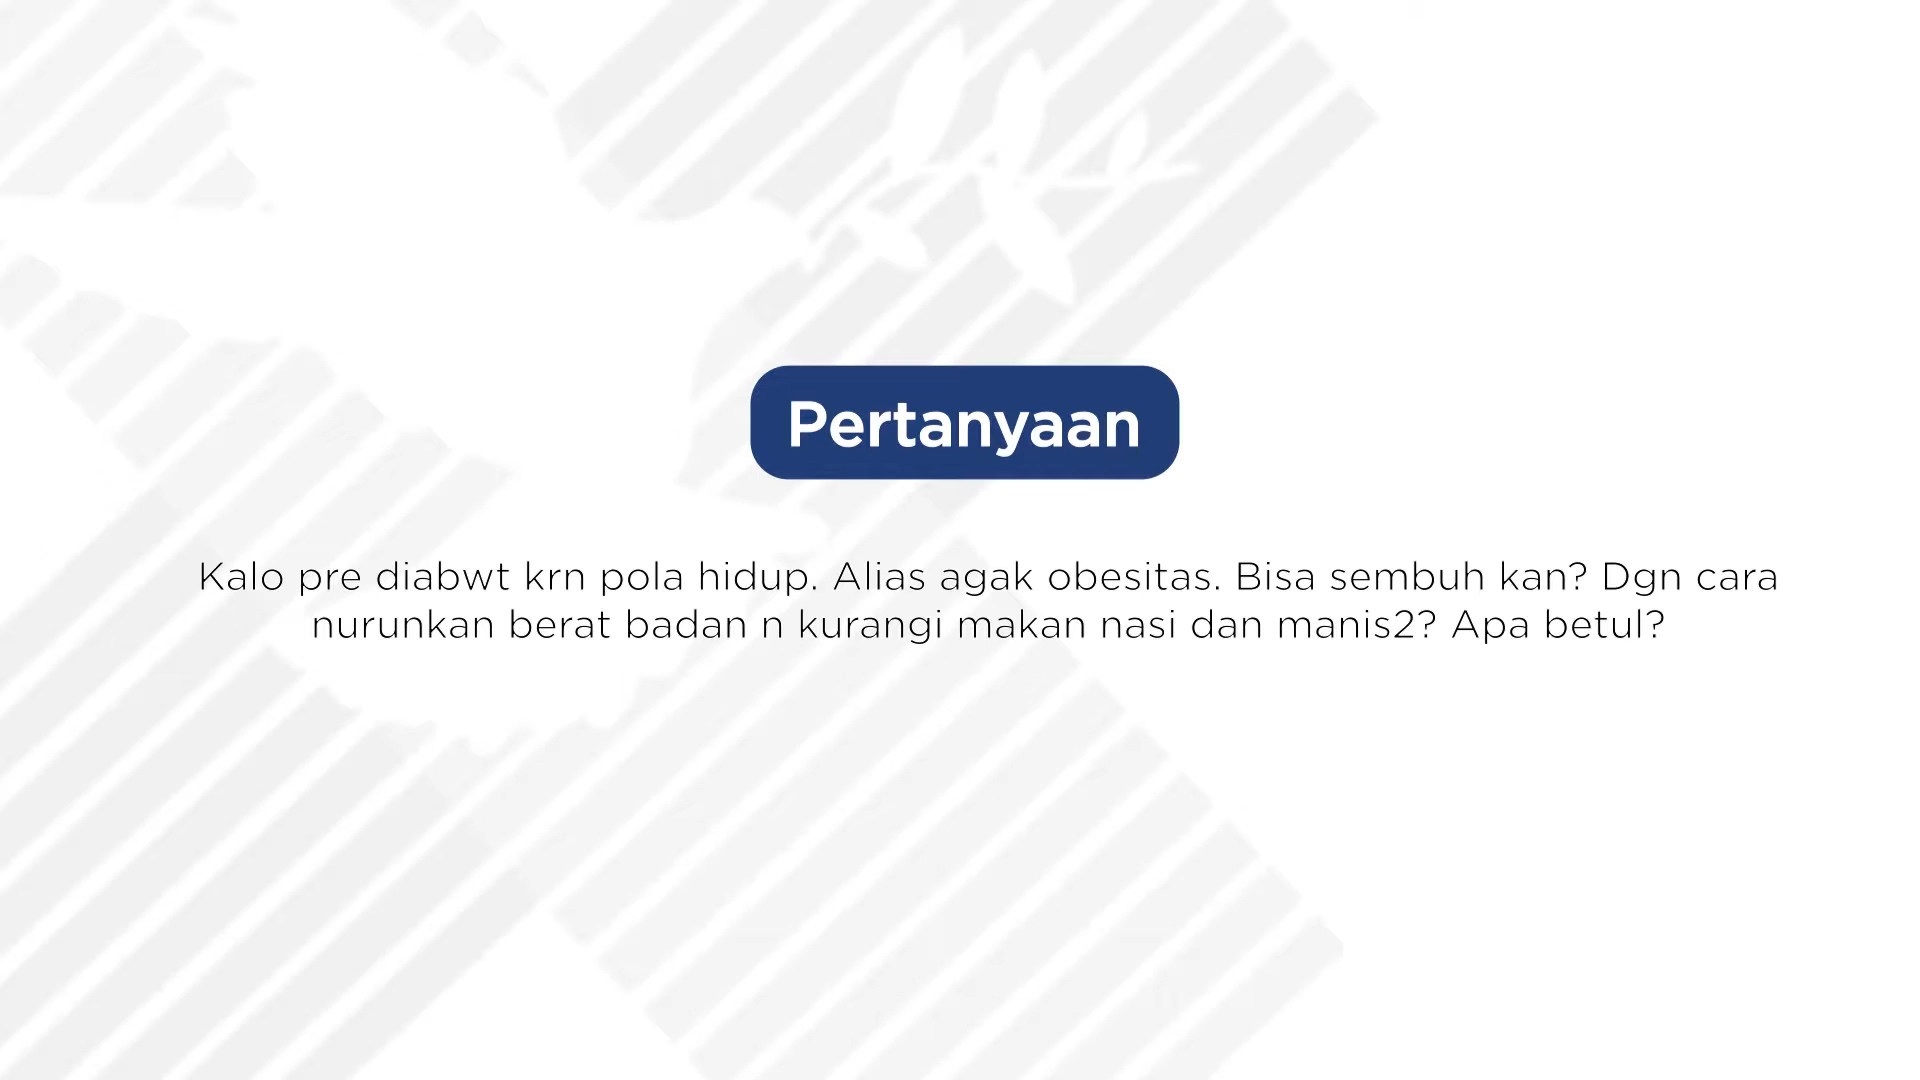 Pertanyaan
Kalo pre diabwt krn pola hidup. Alias agak obesitas. Bisa sembuh kan? Dgn cara
nurunkan berat badan n kurangi makan nasi dan manis2? Apa betul?